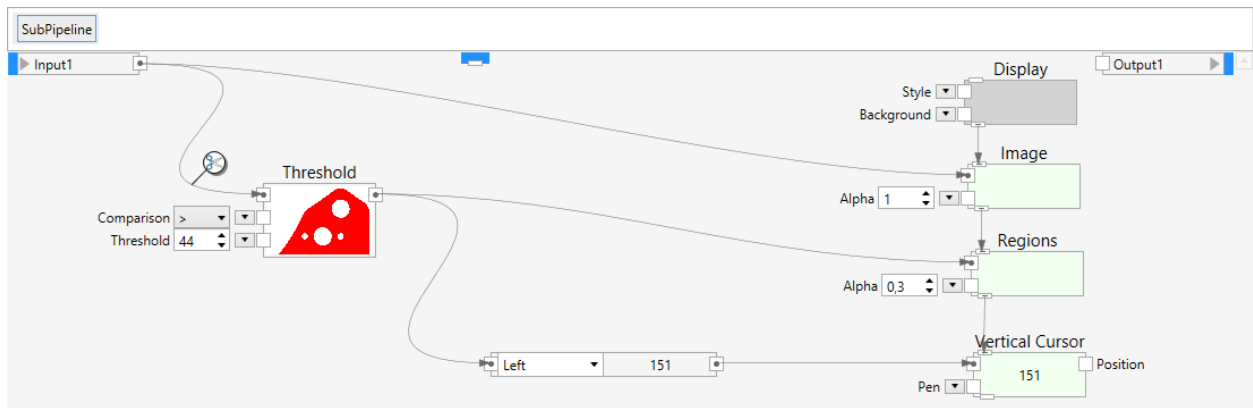 SubPipeline
Input1
Output1
Display
Style
Background
Image
Threshold
Alpha 1
Comparison >
Threshold 44
Regions
Alpha 0,3
Vertical Cursor
Left 151
151
Position
Pen